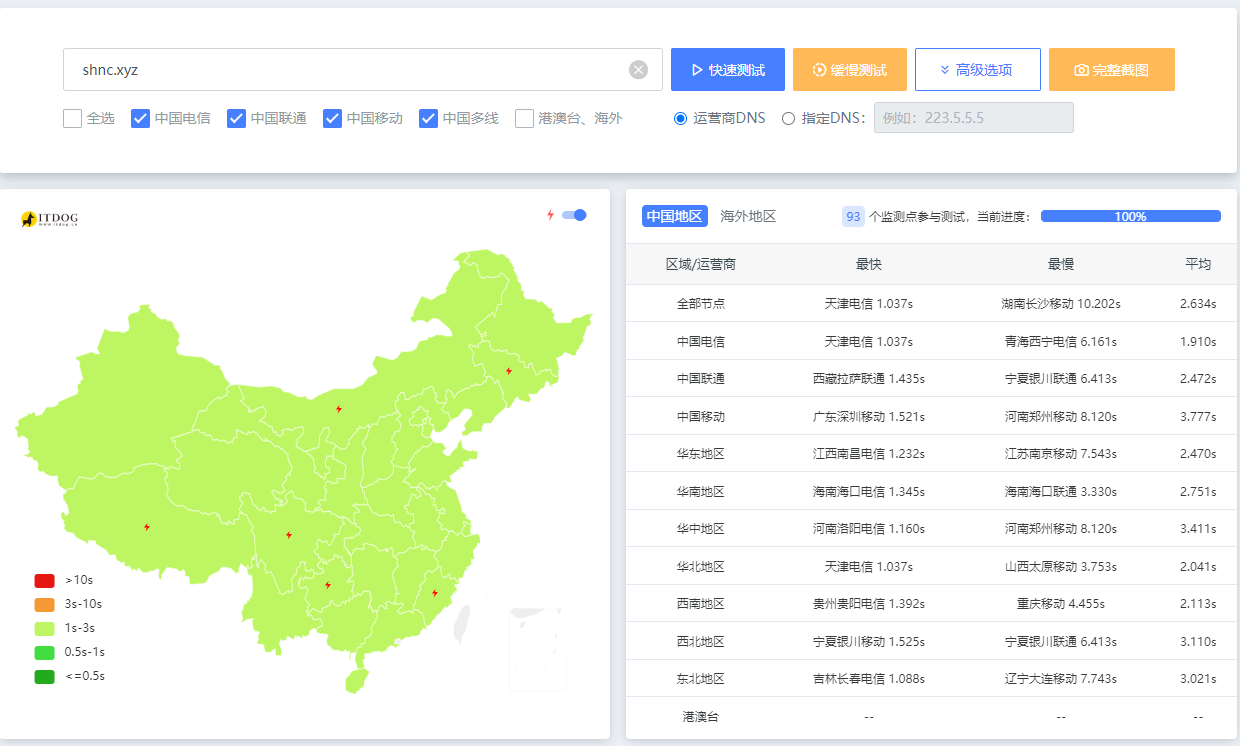 shnc.xyz
快速测试 缓慢测试 高级选项 完整截图
全选 中国电信 中国联通 中国移动 中国多线 港澳台、海外 运营商DNS 指定DNS： 例如：223.5.5.5
ITDOG
www.itdog.cn
>10s
3s-10s
1s-3s
0.5s-1s
<=0.5s
中国地区 海外地区 93 个监测点参与测试，当前进度： 100%
区域/运营商 最快 最慢 平均
全部节点 天津电信 1.037s 湖南长沙移动 10.202s 2.634s
中国电信 天津电信 1.037s 青海西宁电信 6.161s 1.910s
中国联通 西藏拉萨联通 1.435s 宁夏银川联通 6.413s 2.472s
中国移动 广东深圳移动 1.521s 河南郑州移动 8.120s 3.777s
华东地区 江西南昌电信 1.232s 江苏南京移动 7.543s 2.470s
华南地区 海南海口电信 1.345s 海南海口联通 3.330s 2.751s
华中地区 河南洛阳电信 1.160s 河南郑州移动 8.120s 3.411s
华北地区 天津电信 1.037s 山西太原移动 3.753s 2.041s
西南地区 贵州贵阳电信 1.392s 重庆移动 4.455s 2.113s
西北地区 宁夏银川移动 1.525s 宁夏银川联通 6.413s 3.110s
东北地区 吉林长春电信 1.088s 辽宁大连移动 7.743s 3.021s
港澳台 -- -- --